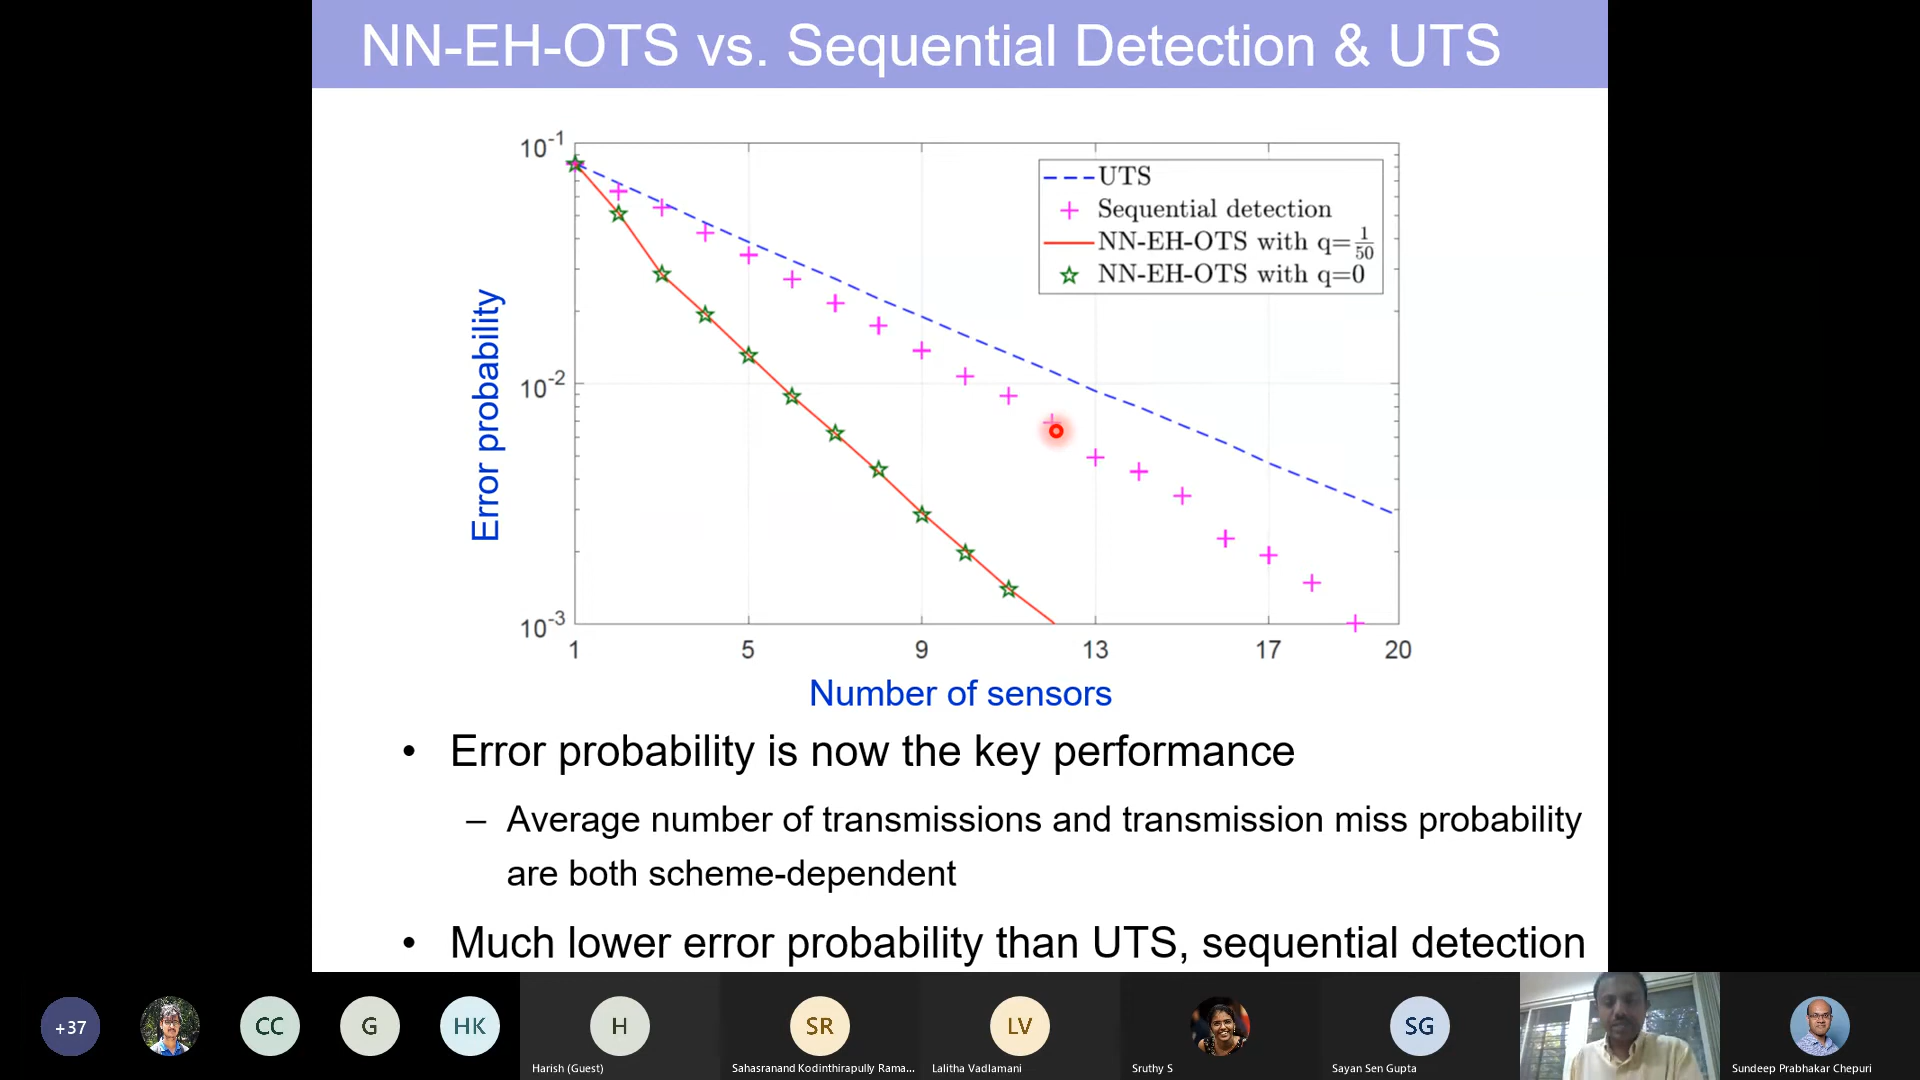 NN-EH-OTS vs. Sequential Detection & UTS
10-1
10-2
10-3
Error probability
UTS
Sequential detection
NN-EH-OTS with q=1/50
NN-EH-OTS with q=0
1 5 9 13 17 20
Number of sensors
• Error probability is now the key performance
– Average number of transmissions and transmission miss probability
are both scheme-dependent
• Much lower error probability than UTS, sequential detection
+37 CC G HK H SR LV SG
Harish (Guest) Sahasranand Kodinthirapully Rama... Lalitha Vadlamani Sruthy S Sayan Sen Gupta Sundeep Prabhakar Chepuri